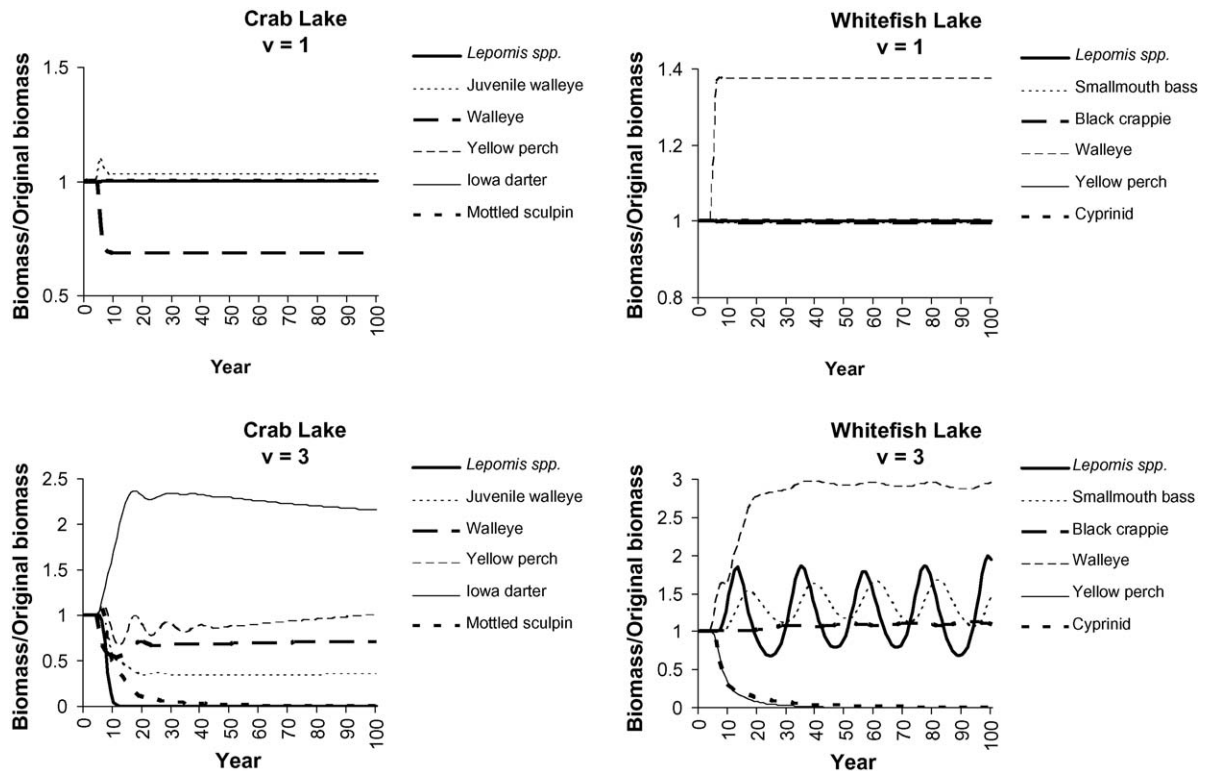 Crab Lake
v = 1
Biomass/Original biomass
1.5
1
0.5
0
10
20
30
40
50
60
70
80
90
100
Year
Lepomis spp.
Juvenile walleye
Walleye
Yellow perch
Iowa darter
Mottled sculpin
Whitefish Lake
v = 1
Biomass/Original biomass
1.4
1.2
1
0.8
0
10
20
30
40
50
60
70
80
90
100
Year
Lepomis spp.
Smallmouth bass
Black crappie
Walleye
Yellow perch
Cyprinid
Crab Lake
v = 3
Biomass/Original biomass
2.5
2
1.5
1
0.5
0
0
10
20
30
40
50
60
70
80
90
100
Year
Lepomis spp.
Juvenile walleye
Walleye
Yellow perch
Iowa darter
Mottled sculpin
Whitefish Lake
v = 3
Biomass/Original biomass
3
2.5
2
1.5
1
0.5
0
0
10
20
30
40
50
60
70
80
90
100
Year
Lepomis spp.
Smallmouth bass
Black crappie
Walleye
Yellow perch
Cyprinid